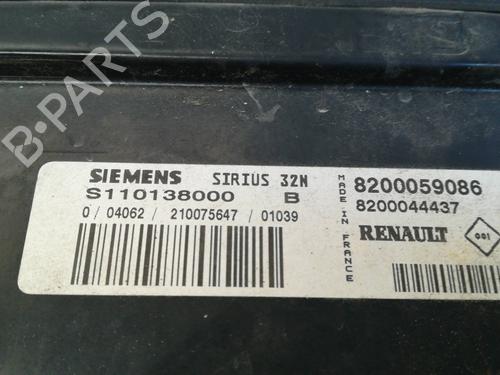 B-PARTS
SIEMENS SIRIUS 32N
S110138000 B
0/ 04062/ 210075647/ 01039
MADE IN FRANCE
8200059086
8200044437
RENAULT
001